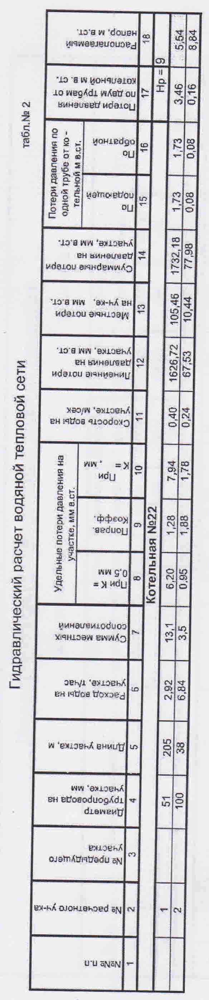 Гидравлический расчет водяной тепловой сети
табл.№ 2
№№ п.п
№ расчетного уч-ка
№ предыдущего
участка
Диаметр
трубопровода на
участке, мм
Длина участка, м
Расход воды на
участке, т/час
Сумма местных
сопротивлений
Удельные потери давления на
участке, мм в.ст.
При К =
0,5 мм
Поправ.
Коэфф.
При
К = , мм
Скорость воды на
участке, м/сек
Линейные потери
давления на
участке, мм в.ст.
Местные потери
на уч-ке, мм в.ст.
Суммарные потери
давления на
участке, мм в.ст.
Потери давления по
одной трубе от ко -
тельной м в.ст.
По
подающей
По
обратной
Потери давления
по двум трубам от
котельной м в. ст.
Располагаемый
напор, м в.ст.
1 2 3 4 5 6 7 8 9 10 11 12 13 14 15 16 17 18
Котельная №22 Нр = 9
1 51 205 2,92 13,1 6,20 1,28 7,94 0,40 1626,72 105,46 1732,18 1,73 1,73 3,46 5,54
2 100 38 6,84 3,5 0,95 1,88 1,78 0,24 67,53 10,44 77,98 0,08 0,08 0,16 8,84